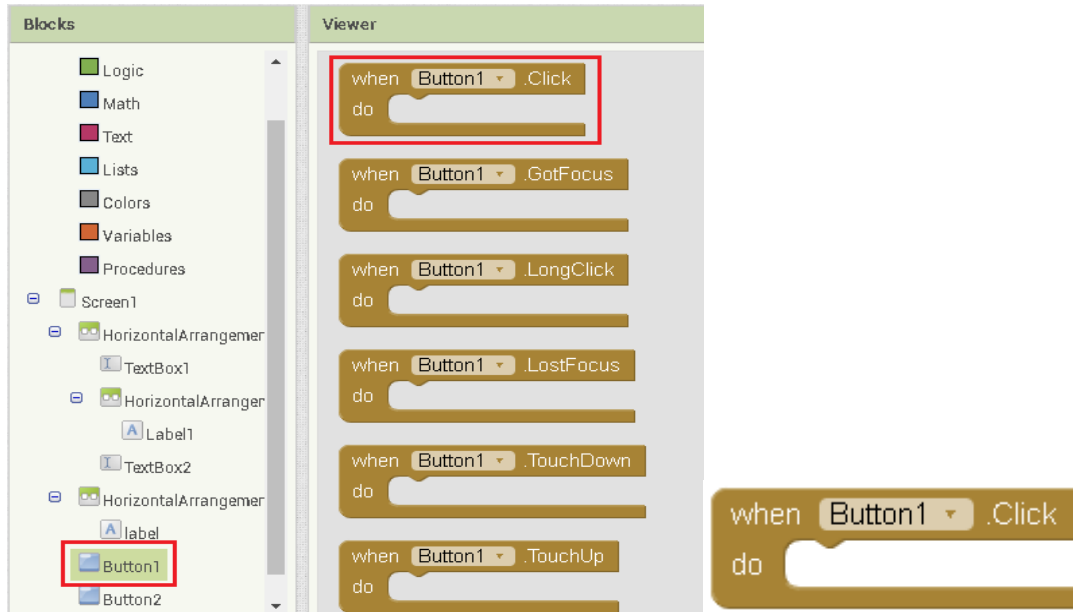 Blocks
Logic
Math
Text
Lists
Colors
Variables
Procedures
Screen1
HorizontalArrangemer
TextBox1
HorizontalArranger
Label1
TextBox2
HorizontalArrangemer
label
Button1
Button2
Viewer
when Button1 .Click
do
when Button1 .GotFocus
do
when Button1 .LongClick
do
when Button1 .LostFocus
do
when Button1 .TouchDown
do
when Button1 .TouchUp
do
when Button1 .Click
do